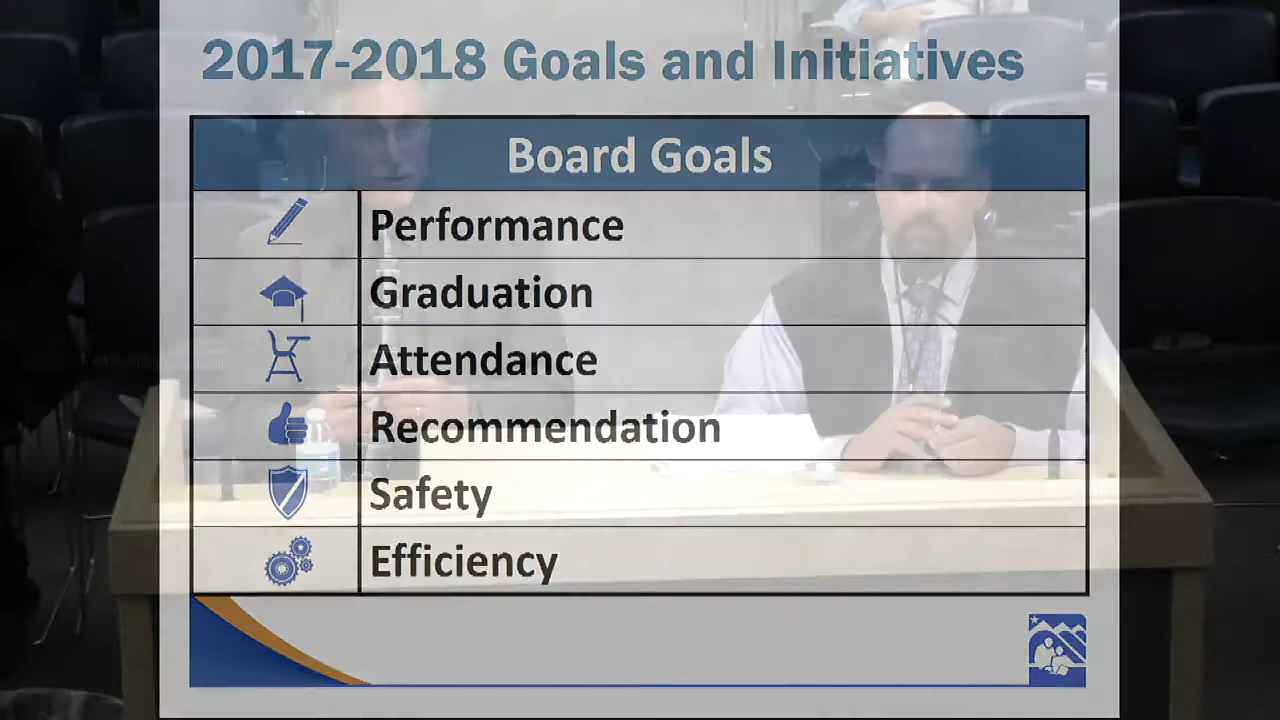 2017-2018 Goals and Initiatives
Board Goals
Performance
Graduation
Attendance
Recommendation
Safety
Efficiency